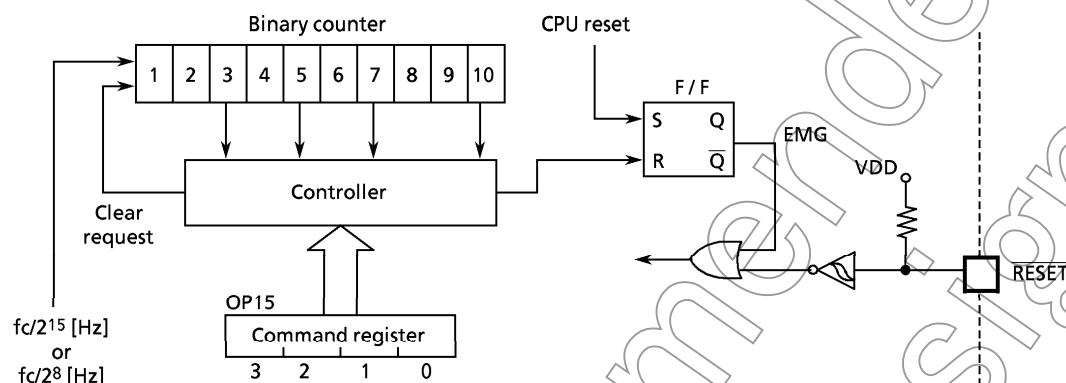 Binary counter
CPU reset
1 2 3 4 5 6 7 8 9 10
F / F
S Q
R Q̅
EMG
VDD
Controller
Clear
request
RESET
OP15
Command register
3 2 1 0
fc/2¹⁵ [Hz]
or
fc/2⁸ [Hz]